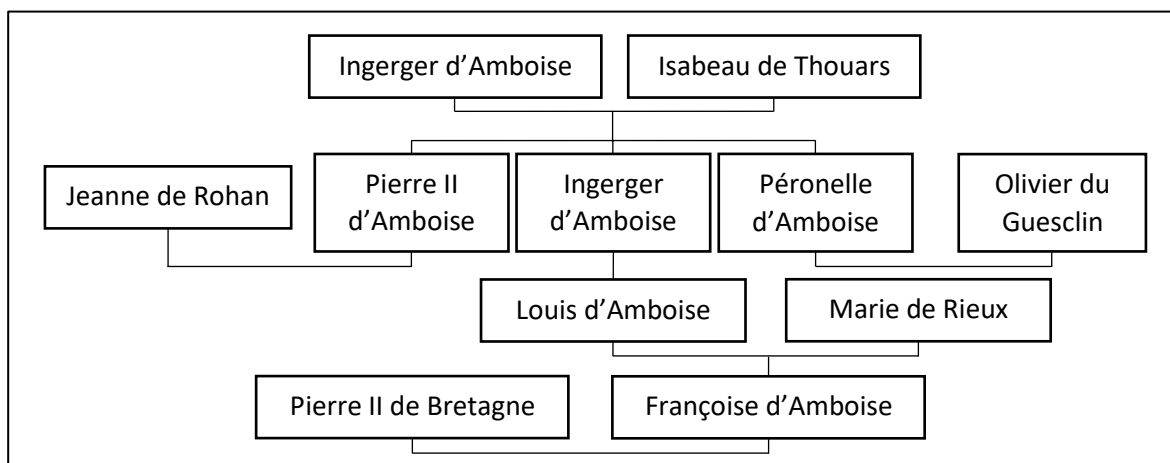 Ingerger d’Amboise
Isabeau de Thouars
Jeanne de Rohan
Pierre II
d’Amboise
Ingerger
d’Amboise
Péronelle
d’Amboise
Olivier du
Guesclin
Louis d’Amboise
Marie de Rieux
Pierre II de Bretagne
Françoise d’Amboise